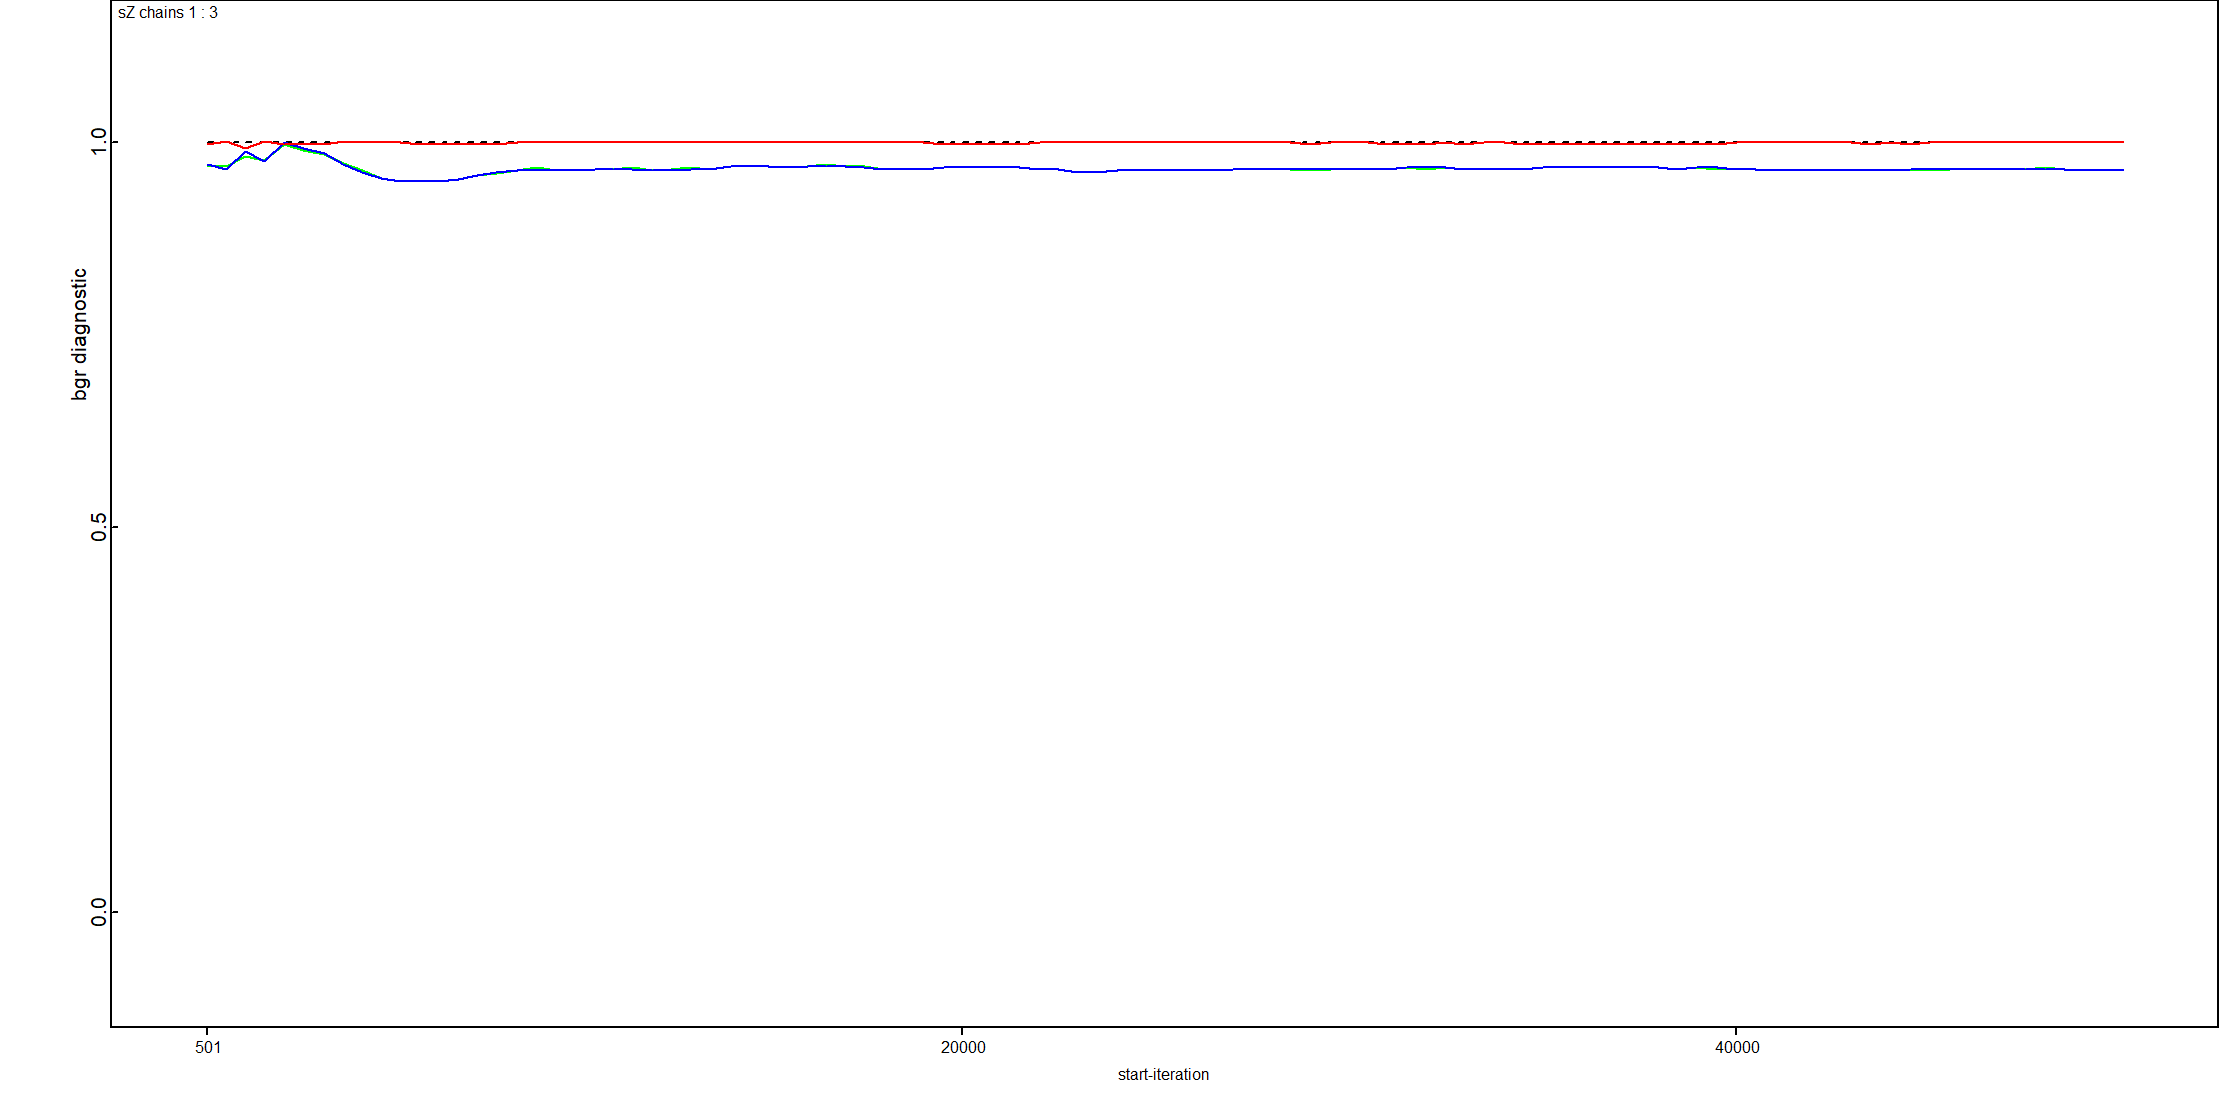 sZ chains 1 : 3
bgr diagnostic
1.0
0.5
0.0
501
20000
40000
start-iteration